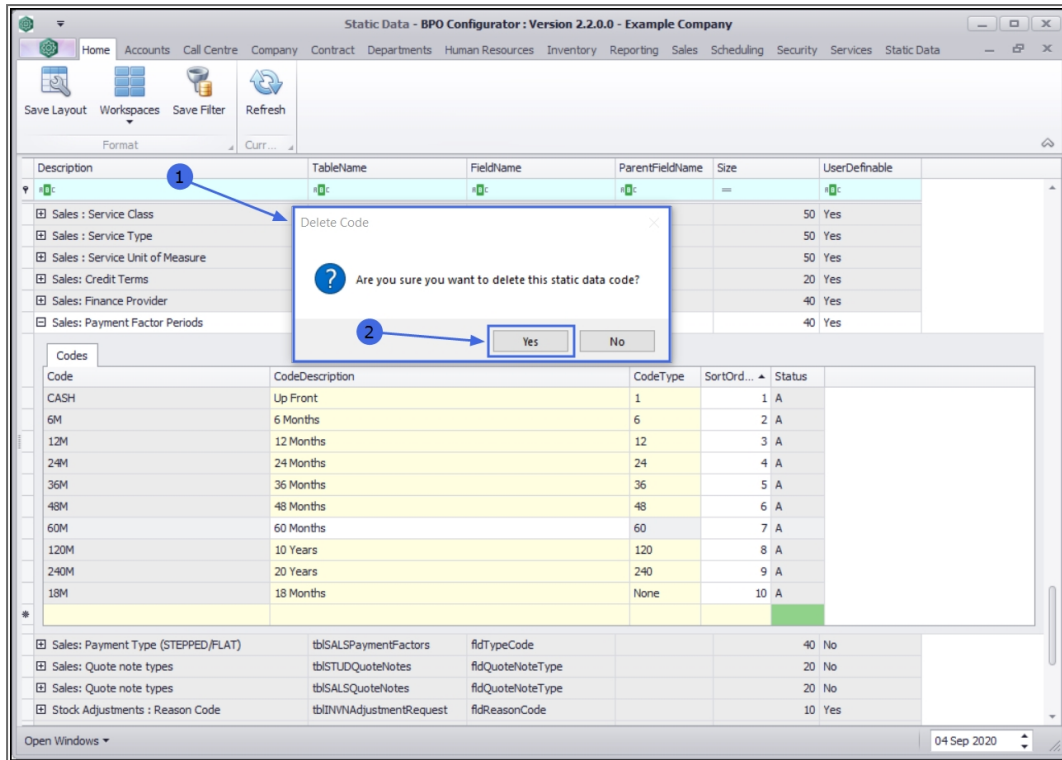 Static Data - BPO Configurator : Version 2.2.0.0 - Example Company
Home Accounts Call Centre Company Contract Departments Human Resources Inventory Reporting Sales Scheduling Security Services Static Data
Save Layout Workspaces Save Filter Refresh
Format Curr...
Description TableName FieldName ParentFieldName Size UserDefinable
1
Sales : Service Class 50 Yes
Sales : Service Type 50 Yes
Sales : Service Unit of Measure 50 Yes
Sales: Credit Terms 20 Yes
Sales: Finance Provider 40 Yes
Sales: Payment Factor Periods 40 Yes
Delete Code
Are you sure you want to delete this static data code?
2
Yes No
Codes
Code CodeDescription CodeType SortOrd... Status
CASH Up Front 1 1 A
6M 6 Months 6 2 A
12M 12 Months 12 3 A
24M 24 Months 24 4 A
36M 36 Months 36 5 A
48M 48 Months 48 6 A
60M 60 Months 60 7 A
120M 10 Years 120 8 A
240M 20 Years 240 9 A
18M 18 Months None 10 A
Sales: Payment Type (STEPPED/FLAT) tblSALSPaymentFactors fldTypeCode 40 No
Sales: Quote note types tblSTUDQuoteNotes fldQuoteNoteType 20 No
Sales: Quote note types tblSALSQuoteNotes fldQuoteNoteType 20 No
Stock Adjustments : Reason Code tblINVNAdjustmentRequest fldReasonCode 10 Yes
Open Windows 04 Sep 2020